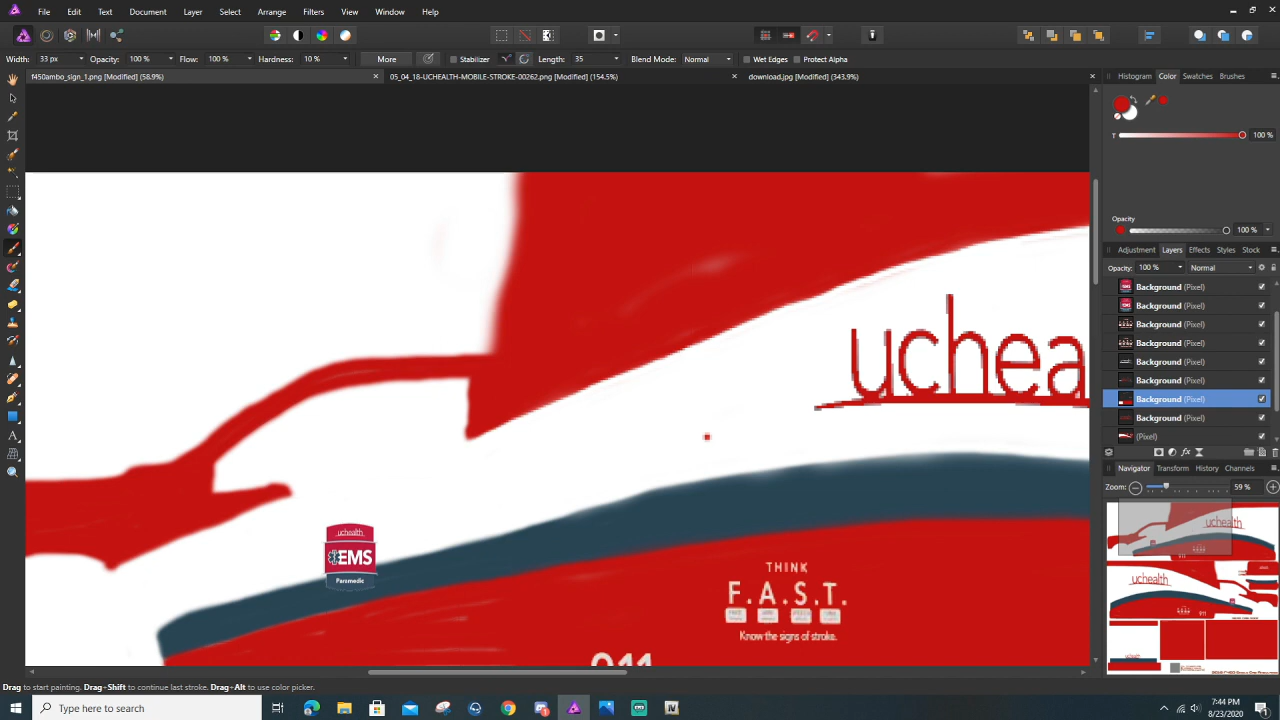 File Edit Text Document Layer Select Arrange Filters View Window Help
Width: 33 px Opacity: 100 % Flow: 100 % Hardness: 10 % More Stabilizer Length: 35 Blend Mode: Normal Wet Edges Protect Alpha
f450ambo_sign_1.png [Modified] (58.9%) 05_04_18-UCHEALTH-MOBILE-STROKE-00262.png [Modified] (154.5%) download.jpg [Modified] (343.9%)
Histogram Color Swatches Brushes
T 100 %
Opacity
100 %
Adjustment Layers Effects Styles Stock
Opacity: 100 % Normal
Background (Pixel)
Background (Pixel)
Background (Pixel)
Background (Pixel)
Background (Pixel)
Background (Pixel)
Background (Pixel)
Background (Pixel)
(Pixel)
Navigator Transform History Channels
Zoom: 59 %
uchealth
uchealth
uchea
uchealth
EMS
Paramedic
THINK
F.A.S.T.
Know the signs of stroke.
911
Drag to start painting. Drag+Shift to continue last stroke. Drag+Alt to use color picker.
Type here to search
7:44 PM
8/23/2020